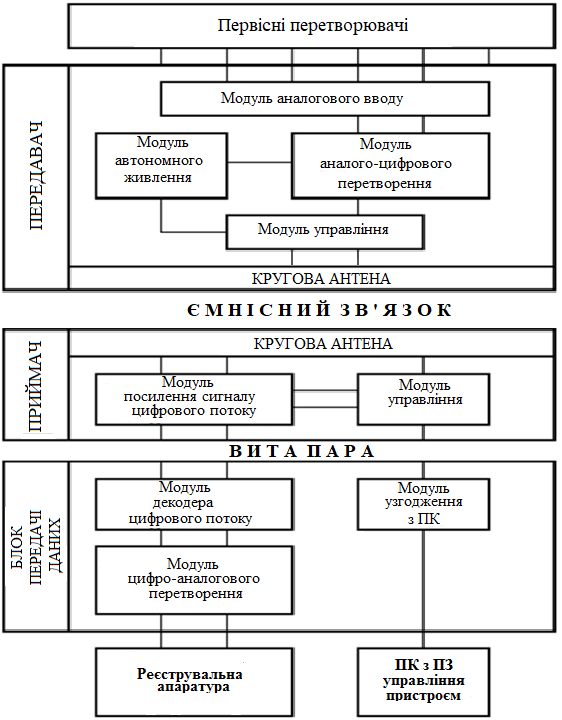 Первісні перетворювачі
ПЕРЕДАВАЧ
Модуль аналогового вводу
Модуль
автономного
живлення
Модуль
аналого-цифрового
перетворення
Модуль управління
КРУГОВА АНТЕНА
ЄМНІСНИЙ ЗВ'ЯЗОК
ПРИЙМАЧ
КРУГОВА АНТЕНА
Модуль
посилення сигналу
цифрового потоку
Модуль
управління
ВИТА ПАРА
БЛОК
ПЕРЕДАЧІ
ДАНИХ
Модуль
декодера
цифрового потоку
Модуль
узгодження
з ПК
Модуль
цифро-аналогового
перетворення
Реєструвальна
апаратура
ПК з ПЗ
управління
пристроєм